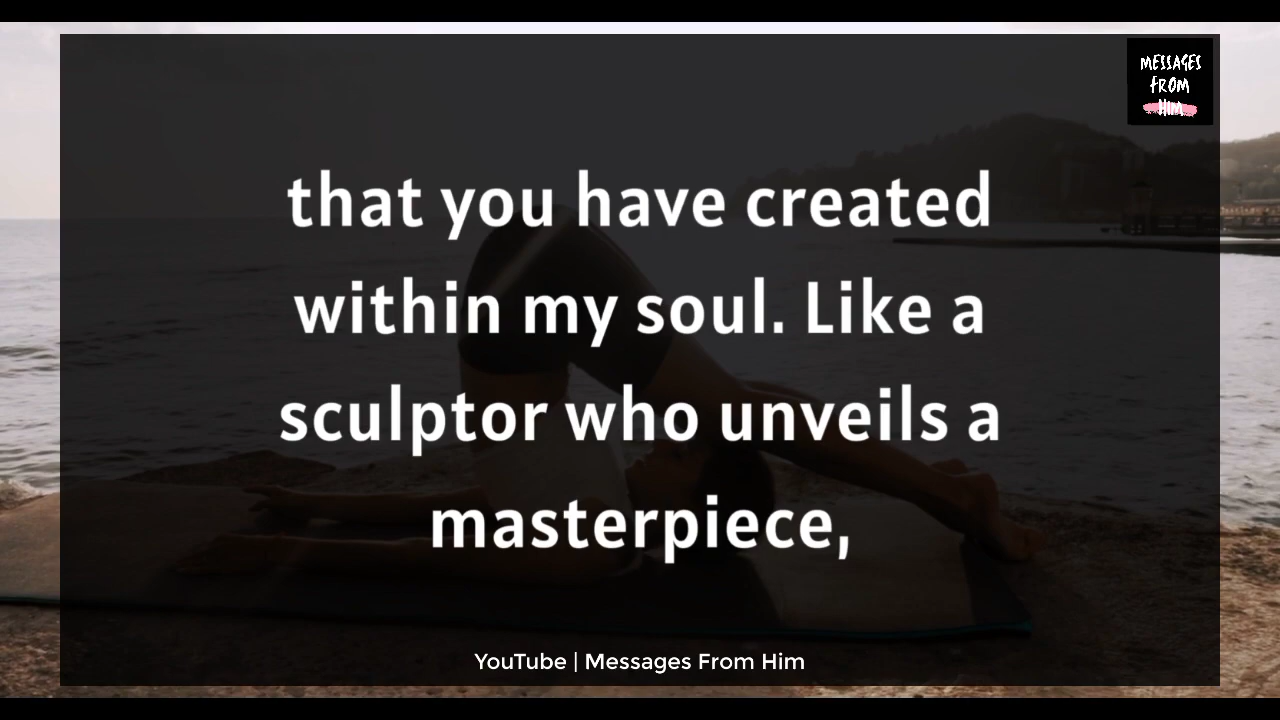 MESSAGES
FROM
HIM
that you have created
within my soul. Like a
sculptor who unveils a
masterpiece,
YouTube | Messages From Him